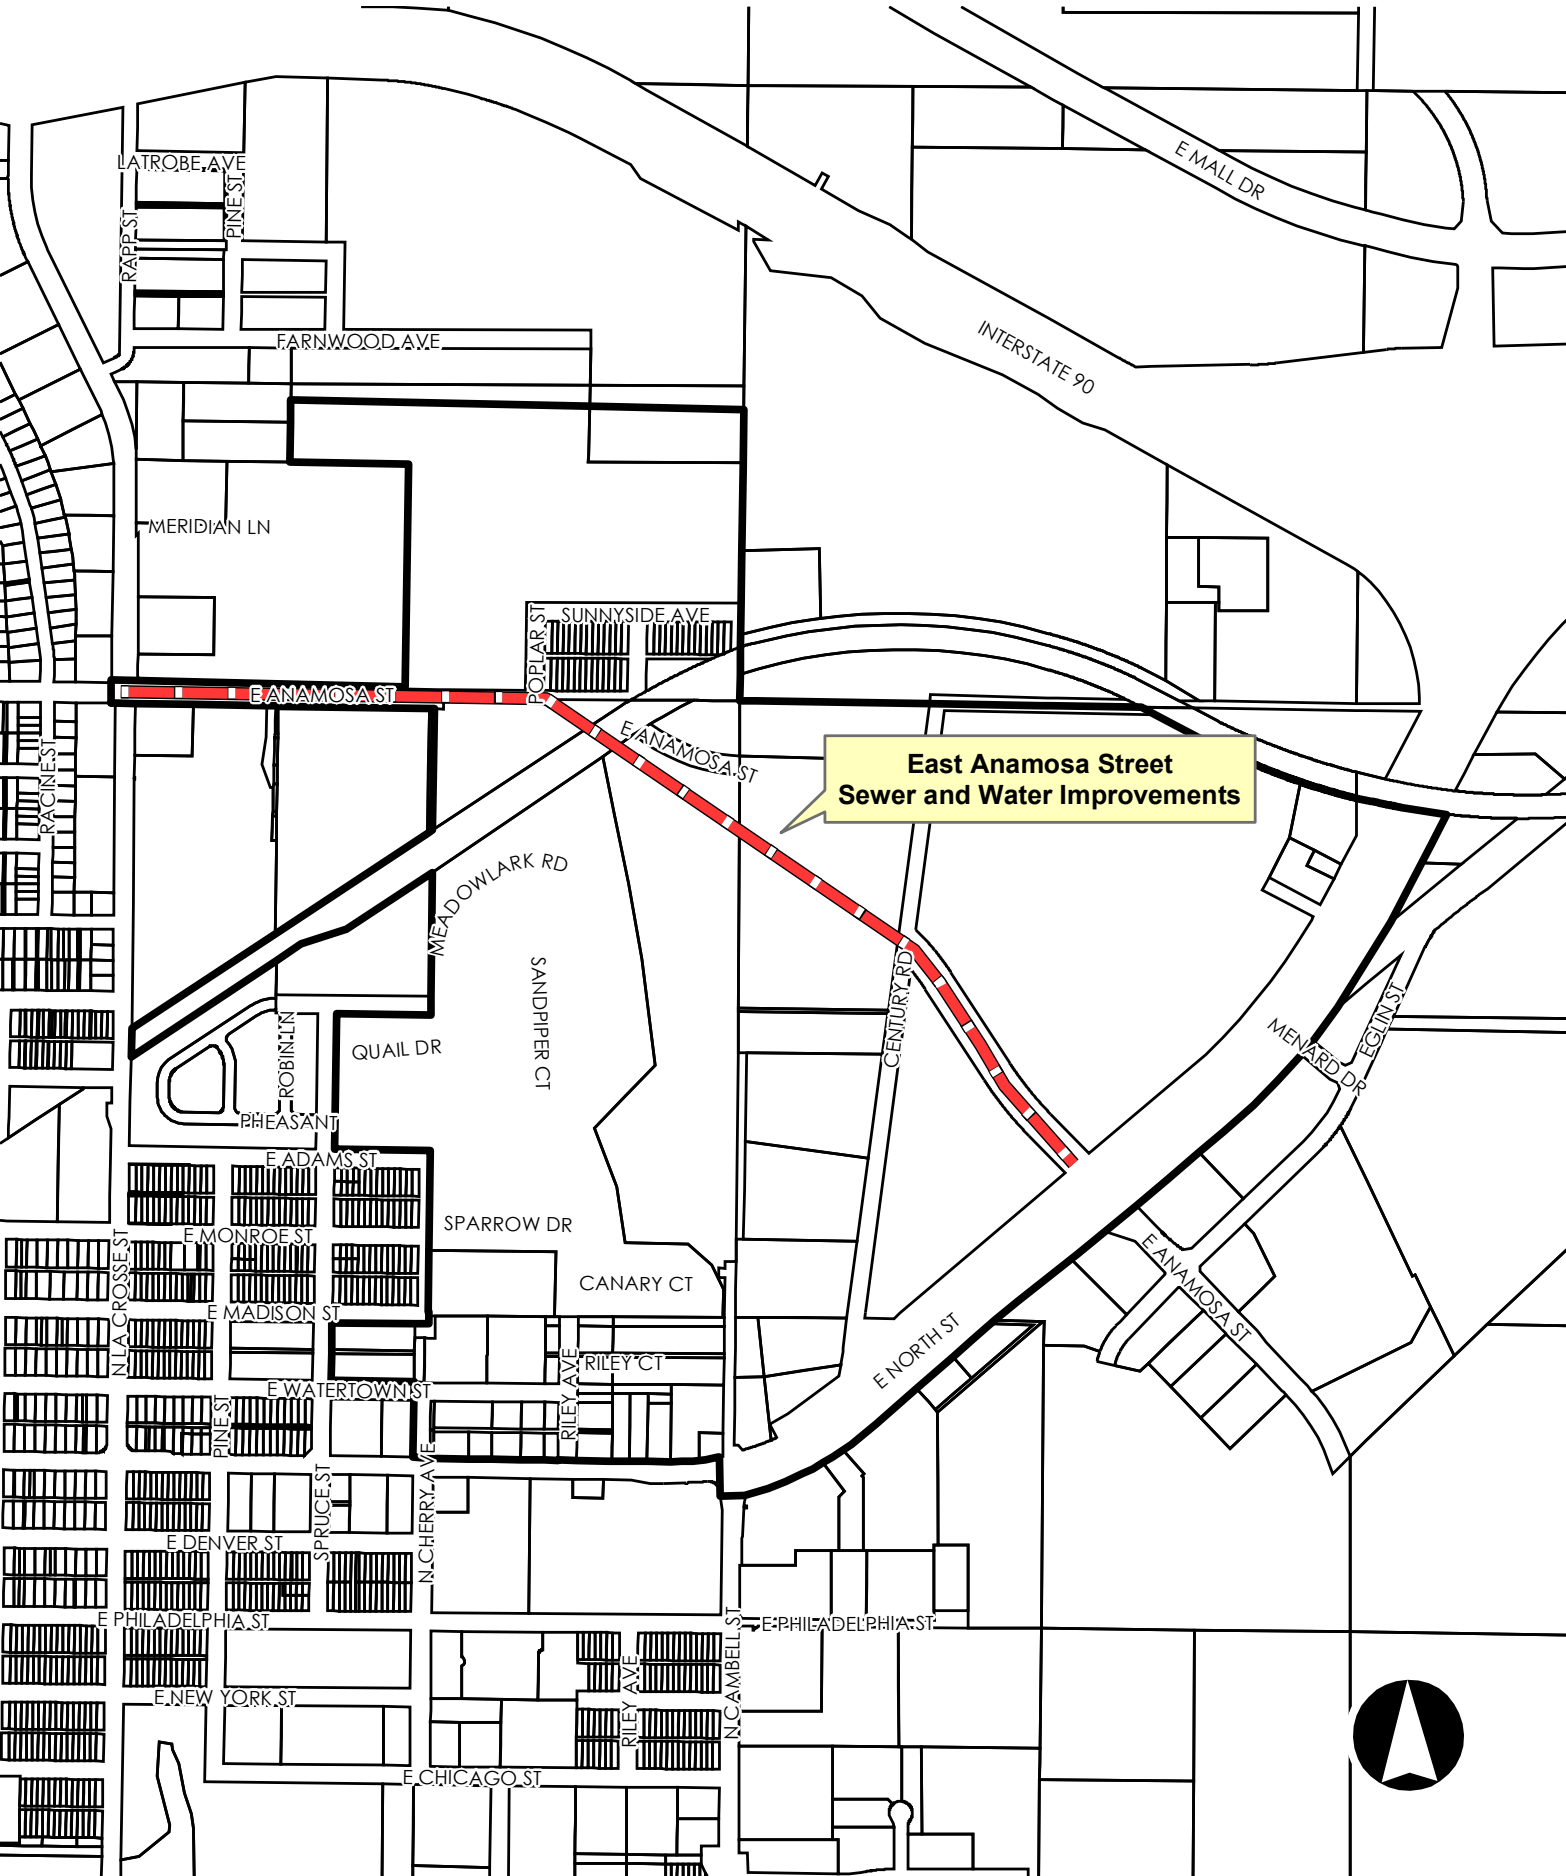 E MALL DR
LATROBE AVE
PINE ST
RAPP ST
INTERSTATE 90
FARNWOOD AVE
MERIDIAN LN
SUNNYSIDE AVE
POPLAR ST
E ANAMOSA ST
E ANAMOSA ST
East Anamosa Street
Sewer and Water Improvements
RACINE ST
MEADOWLARK RD
SANDPIPER CT
CENTURY RD
EGLIN ST
MENARD DR
ROBIN LN
QUAIL DR
PHEASANT
E ADAMS ST
SPARROW DR
E MONROE ST
E ANAMOSA ST
CANARY CT
N LA CROSSE ST
E MADISON ST
E NORTH ST
RILEY CT
RILEY AVE
E WATERTOWN ST
PINE ST
SPRUCE ST
N CHERRY AVE
E DENVER ST
E PHILADELPHIA ST
E PHILADELPHIA ST
N CAMBELL ST
RILEY AVE
E NEW YORK ST
E CHICAGO ST